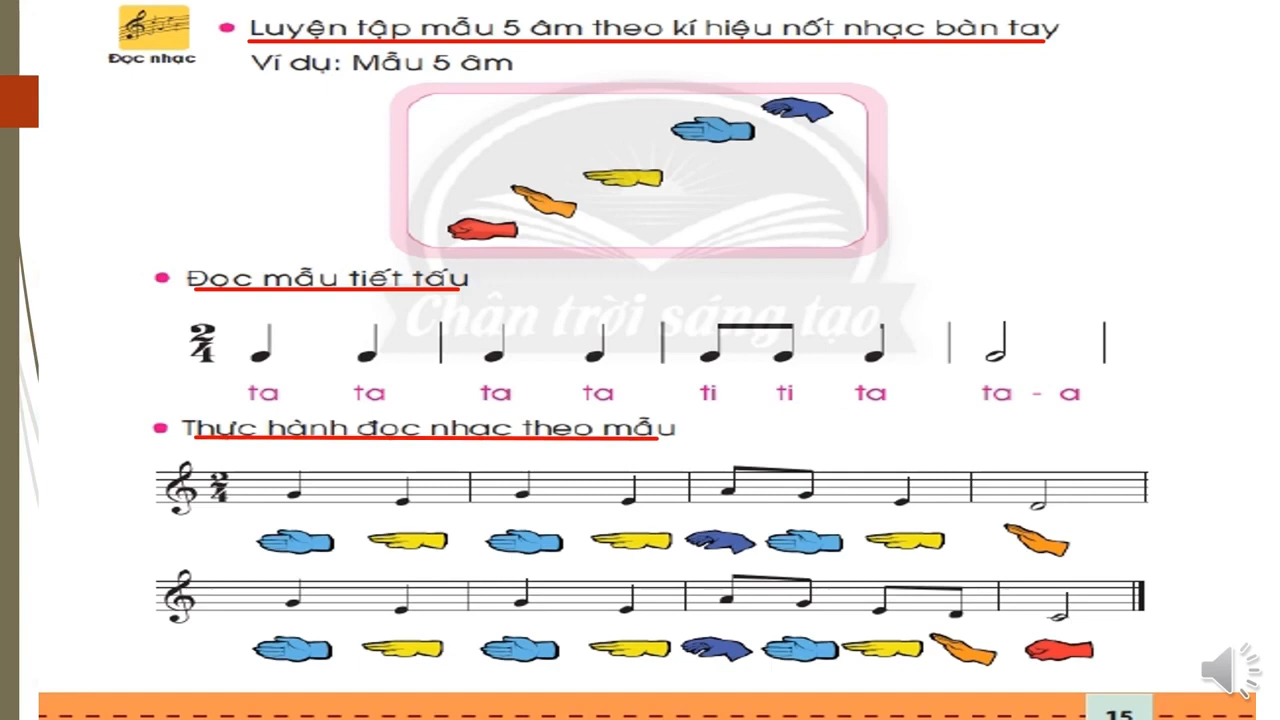 Luyện tập mẫu 5 âm theo kí hiệu nốt nhạc bàn tay
Đọc nhạc
Ví dụ: Mẫu 5 âm
Đọc mẫu tiết tấu
Chân trời sáng tạo
2
4
ta ta ta ta ti ti ta ta - a
Thực hành đọc nhạc theo mẫu
2
4
15